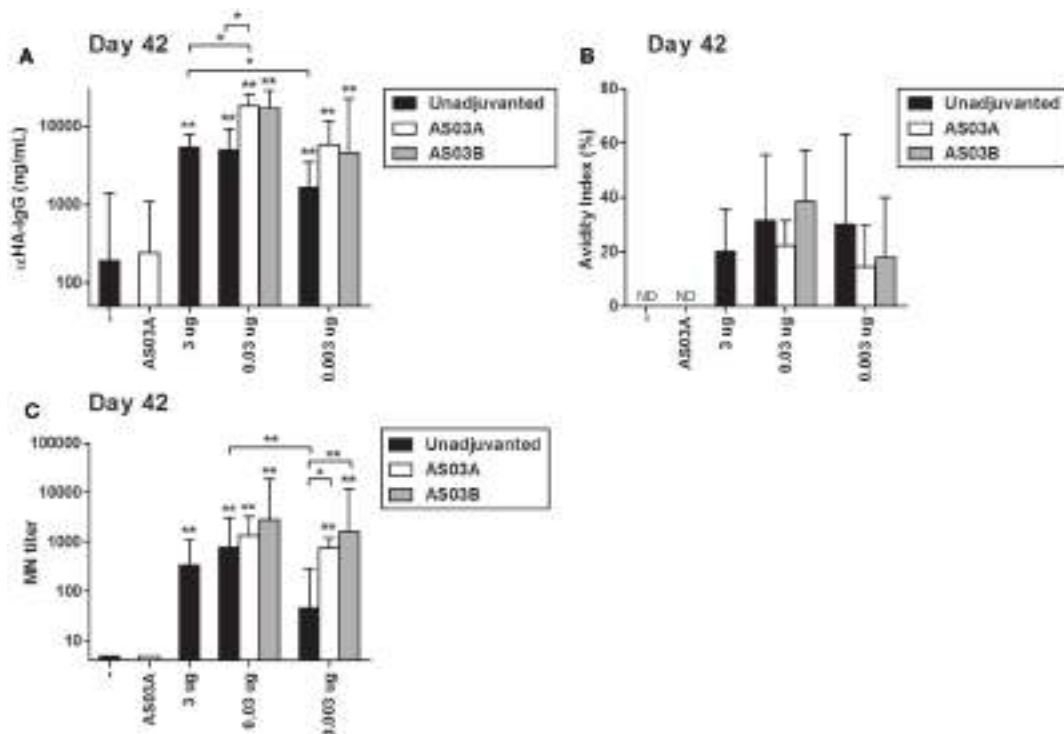 A Day 42
* 
* 
*
** ** ** ** ** ** **
αHA-IgG (ng/mL)
10000
1000
100
- AS03A 3 ug 0.03 ug 0.003 ug
Unadjuvanted
AS03A
AS03B
B Day 42
Avidity Index (%)
80
60
40
20
0
ND ND
- AS03A 3 ug 0.03 ug 0.003 ug
Unadjuvanted
AS03A
AS03B
C Day 42
MN titer
100000
10000
1000
100
10
**
**
*
** ** ** ** ** **
- AS03A 3 ug 0.03 ug 0.003 ug
Unadjuvanted
AS03A
AS03B